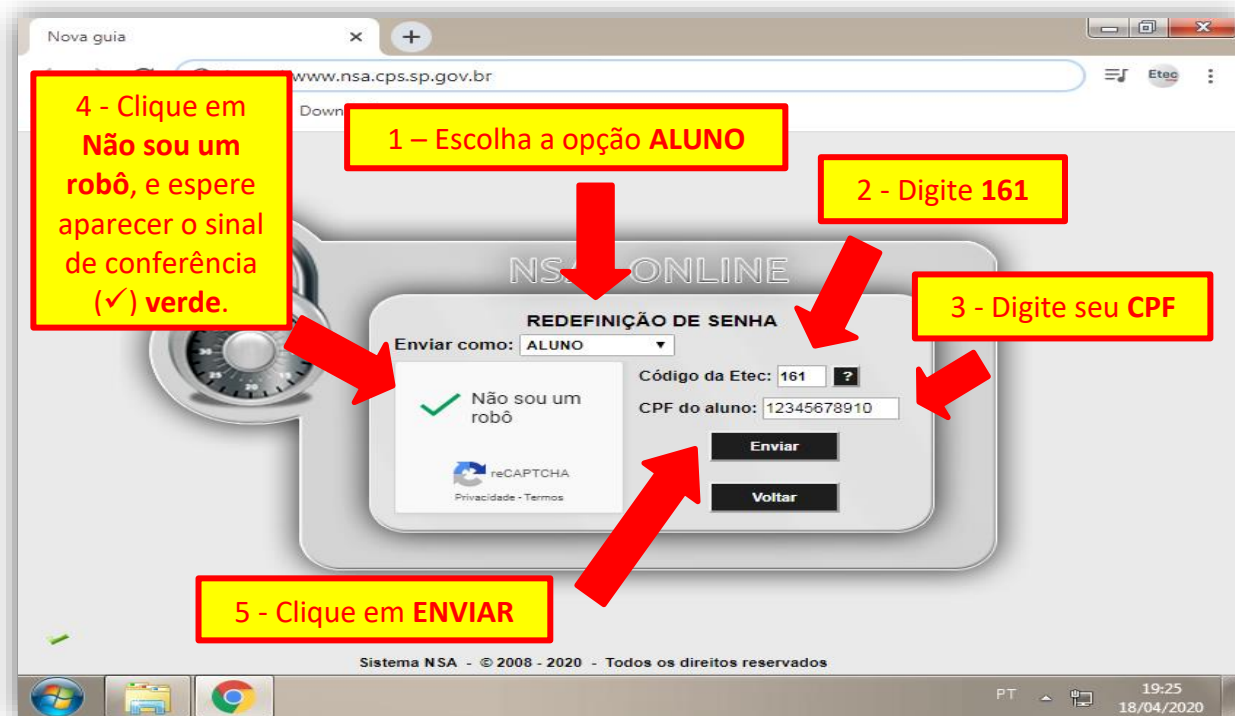 Nova guia
www.nsa.cps.sp.gov.br
Etec
Down
4 - Clique em
Não sou um
robô, e espere
aparecer o sinal
de conferência
(✓) verde.
1 – Escolha a opção ALUNO
2 - Digite 161
3 - Digite seu CPF
ONLINE
REDEFINIÇÃO DE SENHA
Enviar como: ALUNO
Código da Etec: 161 ?
Não sou um
robô
CPF do aluno: 12345678910
Enviar
reCAPTCHA
Privacidade - Termos
Voltar
5 - Clique em ENVIAR
Sistema NSA - © 2008 - 2020 - Todos os direitos reservados
PT
19:25
18/04/2020